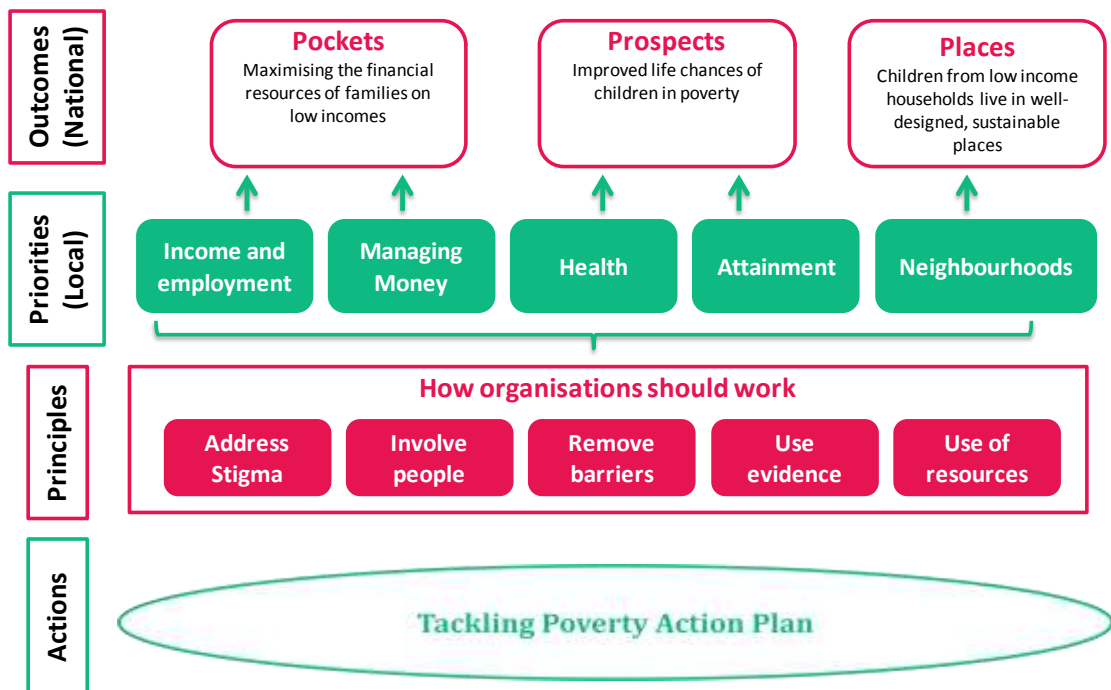 Outcomes
(National)
Pockets
Maximising the financial
resources of families on
low incomes
Prospects
Improved life chances of
children in poverty
Places
Children from low income
households live in well-
designed, sustainable
places
Priorities
(Local)
Income and
employment
Managing
Money
Health
Attainment
Neighbourhoods
Principles
How organisations should work
Address
Stigma
Involve
people
Remove
barriers
Use
evidence
Use of
resources
Actions
Tackling Poverty Action Plan